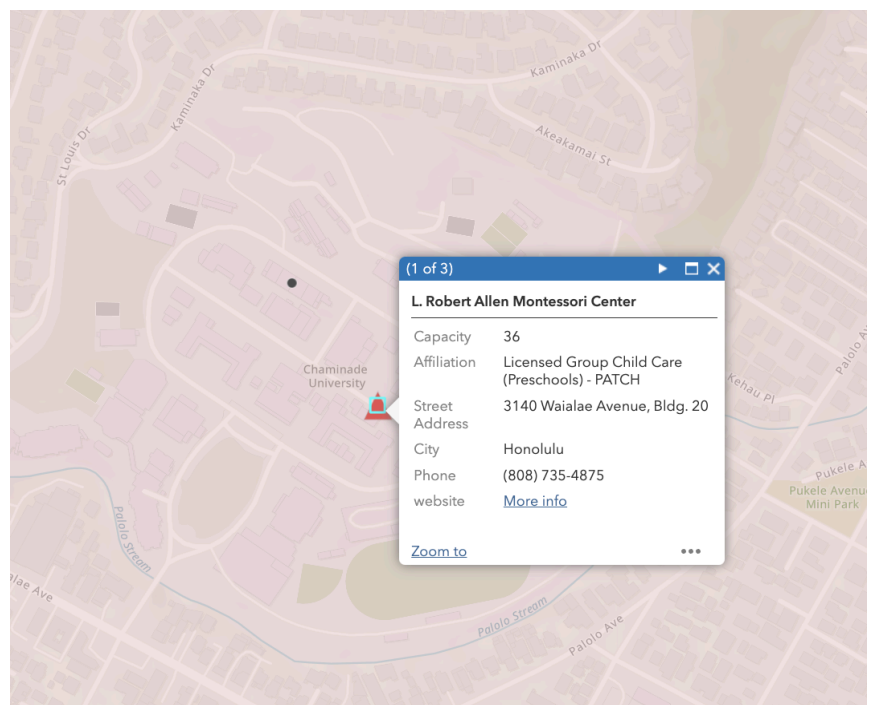 Kaminaka Dr
Kaminaka Dr
St Louis Dr
Akeakamai St
(1 of 3)
L. Robert Allen Montessori Center
Capacity 36
Affiliation Licensed Group Child Care
(Preschools) - PATCH
Street Address 3140 Waialae Avenue, Bldg. 20
City Honolulu
Phone (808) 735-4875
website More info
Zoom to
Chaminade
University
Kehau Pl
Palolo A
Pukele A
Pukele Avenu
Mini Park
Palolo Stream
alae Ave
Palolo Stream
Palolo Ave